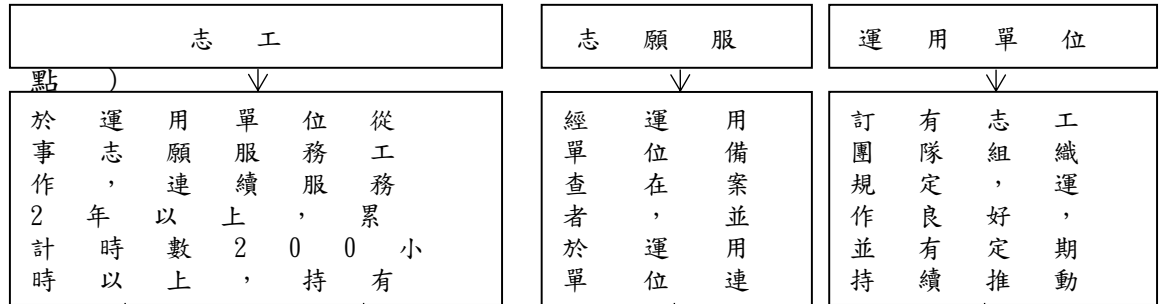 志工
點）
於運用單位從
事志願服務工
作，連續服務
2年以上，累
計時數200小
時以上，持有
志願服
經運用
單位備
查在案
者，並
於運用
單位連
運用單位
訂有志工
團隊組織
規定，運
作良好，
並有定期
持續推動